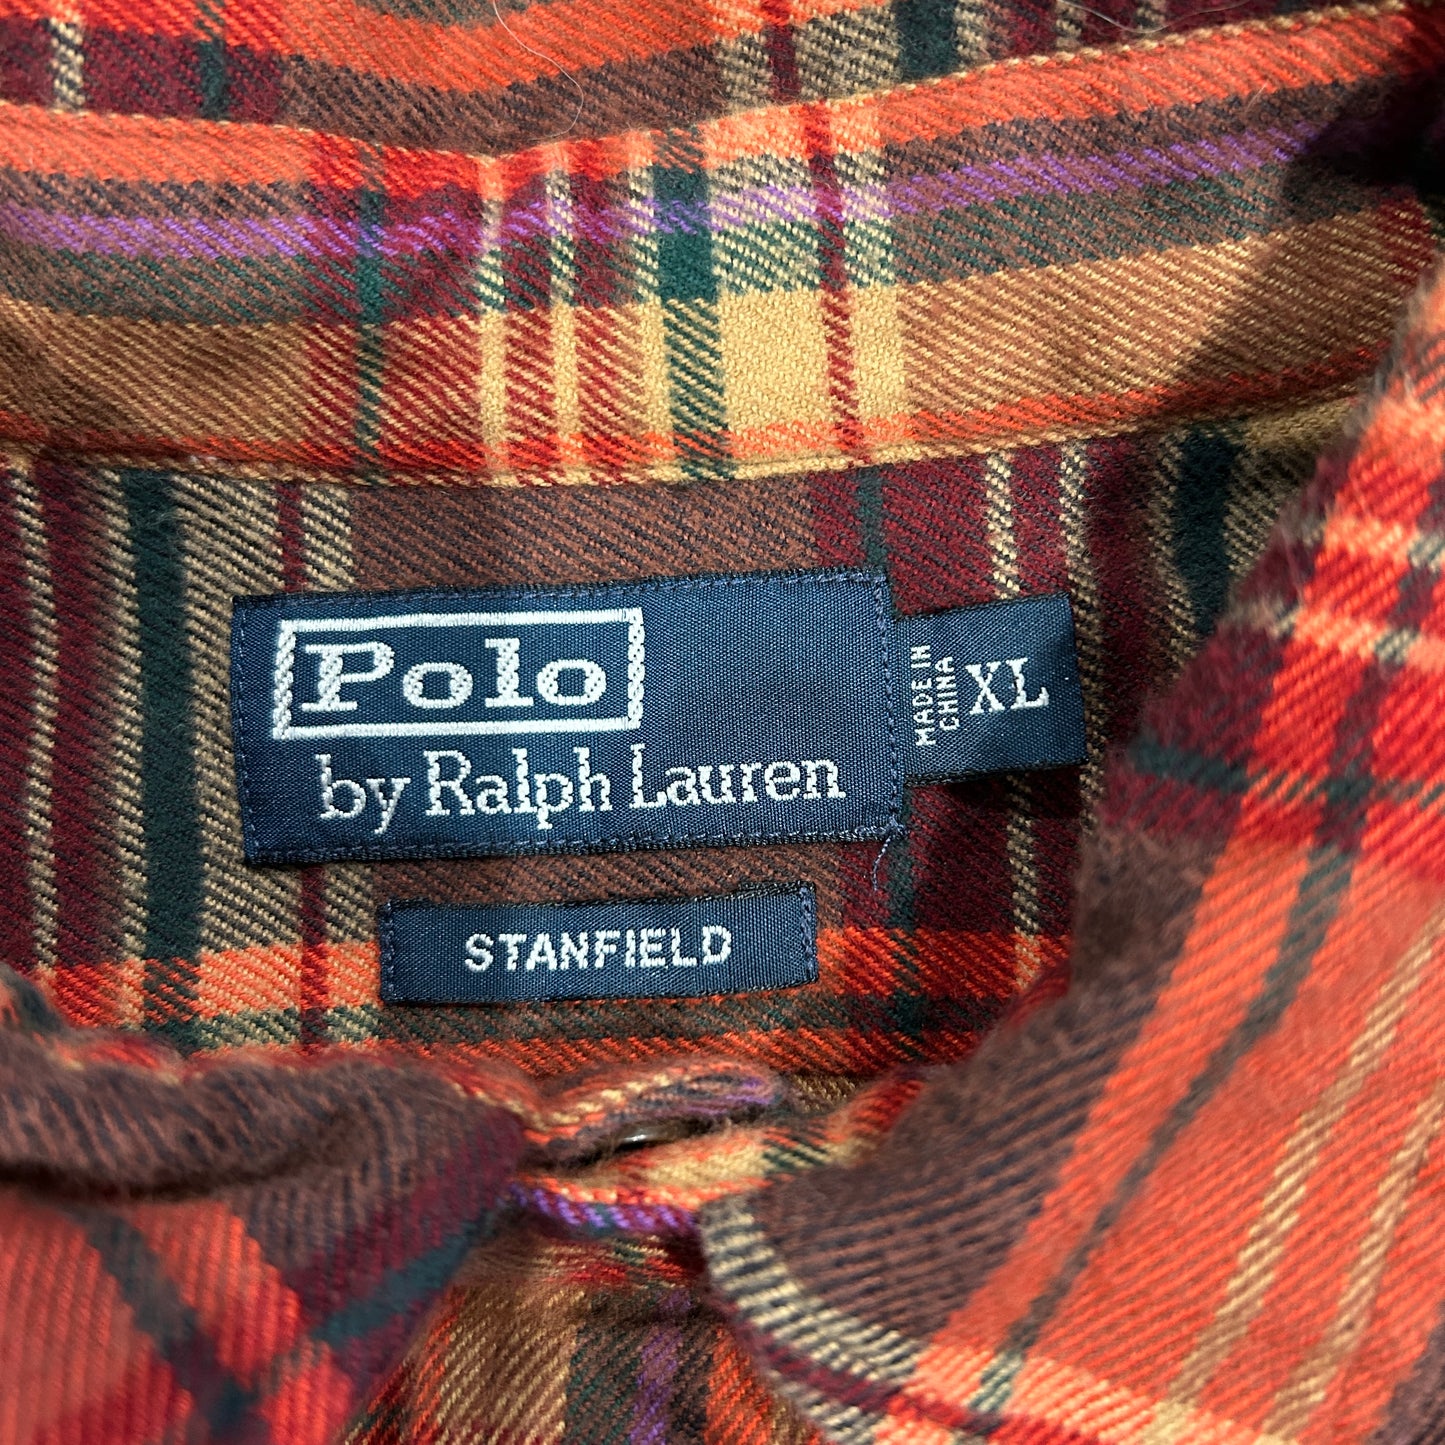 Polo
by Ralph Lauren
MADE IN
CHINA
XL
STANFIELD